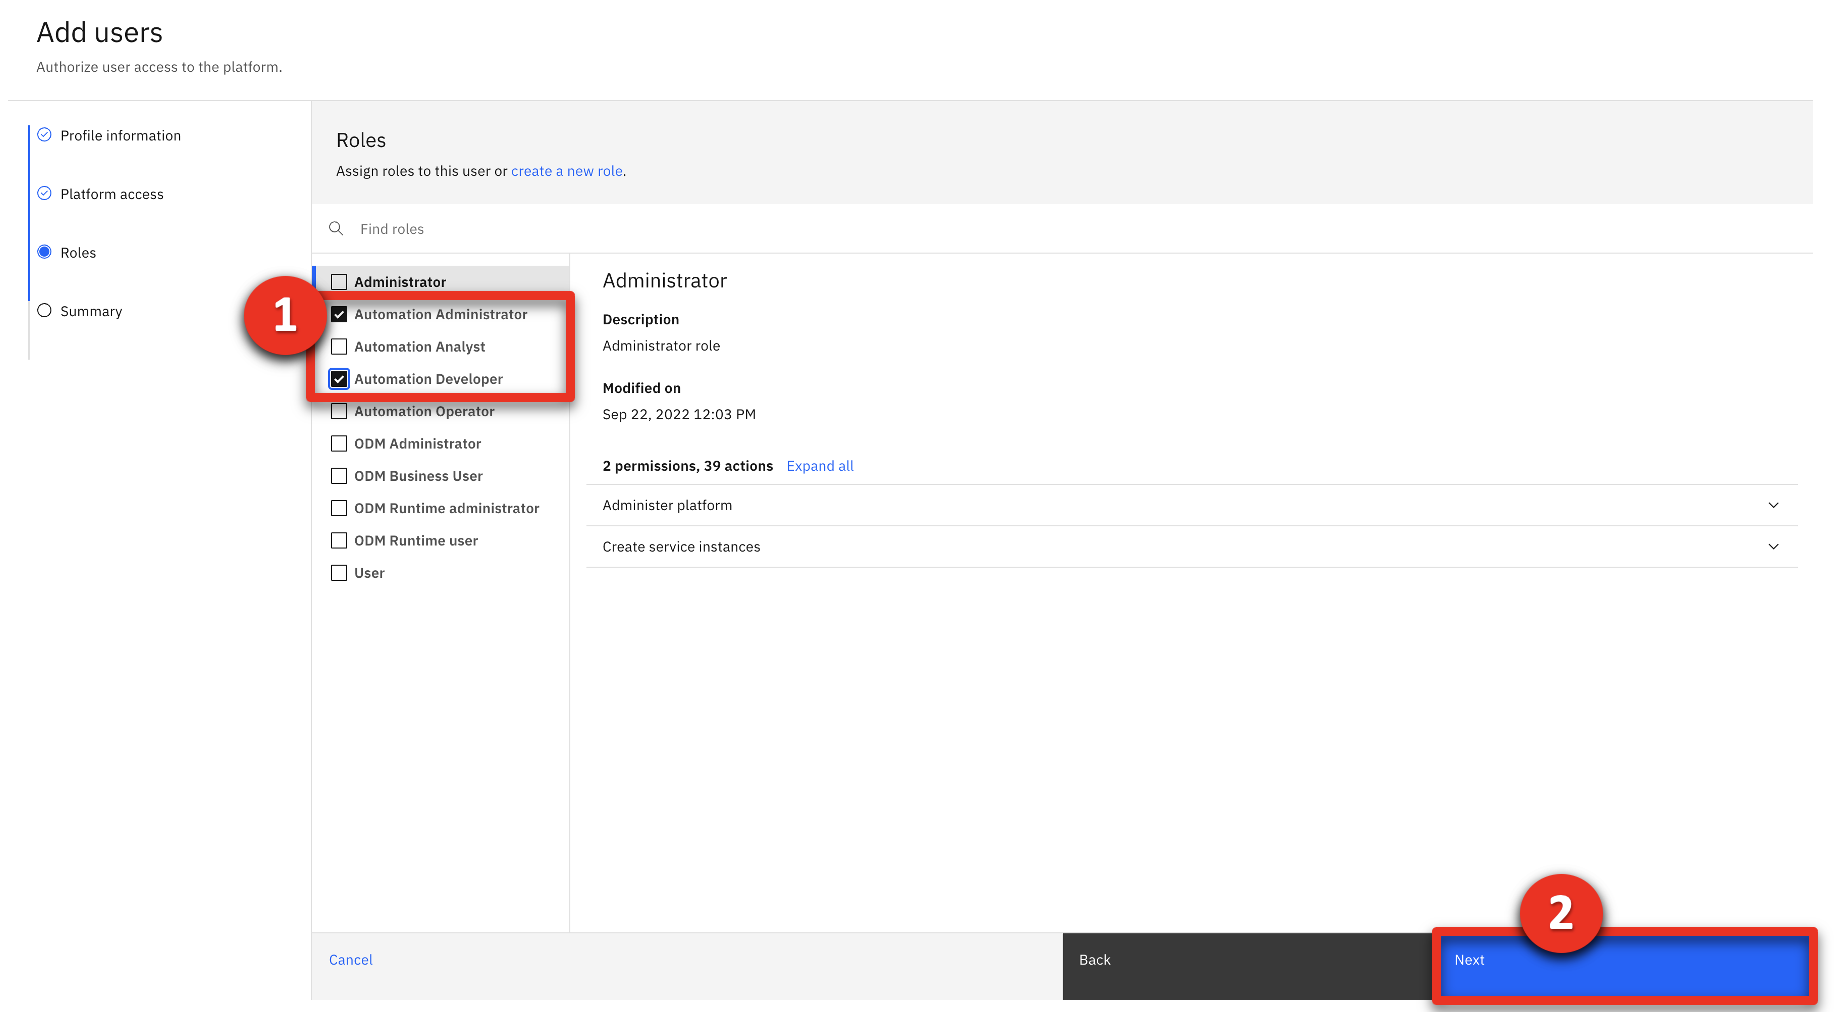 Add users
Authorize user access to the platform.
Profile information
Platform access
Roles
Summary
Roles
Assign roles to this user or create a new role.
Find roles
1
Administrator
Automation Administrator
Automation Analyst
Automation Developer
Automation Operator
ODM Administrator
ODM Business User
ODM Runtime administrator
ODM Runtime user
User
Administrator
Description
Administrator role
Modified on
Sep 22, 2022 12:03 PM
2 permissions, 39 actions Expand all
Administer platform
Create service instances
2
Cancel
Back
Next